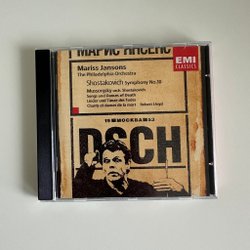 МАРИС ЯНСОНС
EMI
CLASSICS
Mariss Jansons
The Philadelphia Orchestra
Shostakovich Symphony No.10
Mussorgsky orch. Shostakovich
Songs and Dances of Death
Lieder und Tänze des Todes
Chants et danses de la mort
Robert Lloyd
МОСКВА
DSCH